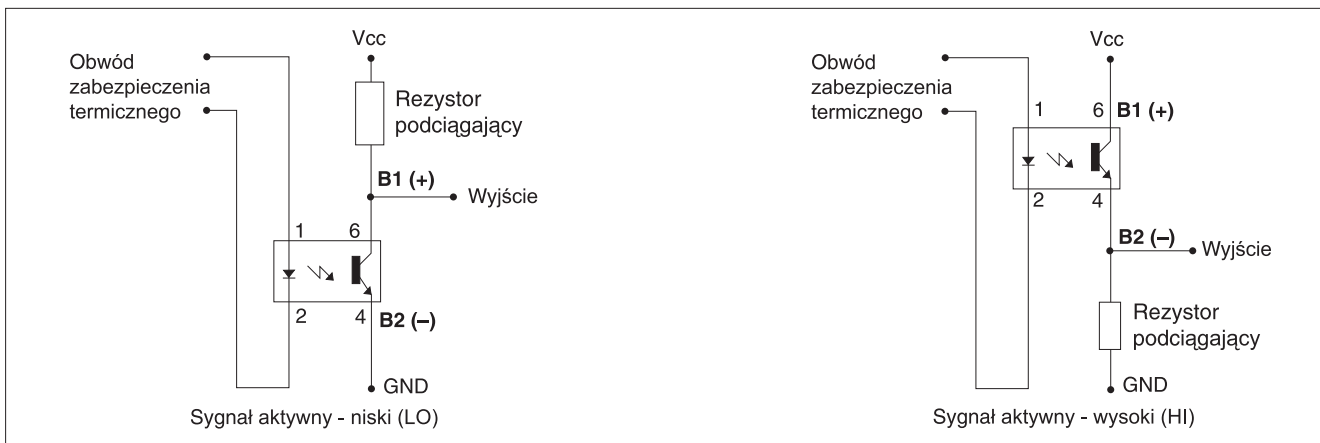 Obwód
zabezpieczenia
termicznego
Vcc
Rezystor
podciągający
B1 (+)
Wyjście
1
6
2
4
B2 (–)
GND
Sygnał aktywny - niski (LO)
Obwód
zabezpieczenia
termicznego
Vcc
1
6
B1 (+)
2
4
B2 (–)
Wyjście
Rezystor
podciągający
GND
Sygnał aktywny - wysoki (HI)